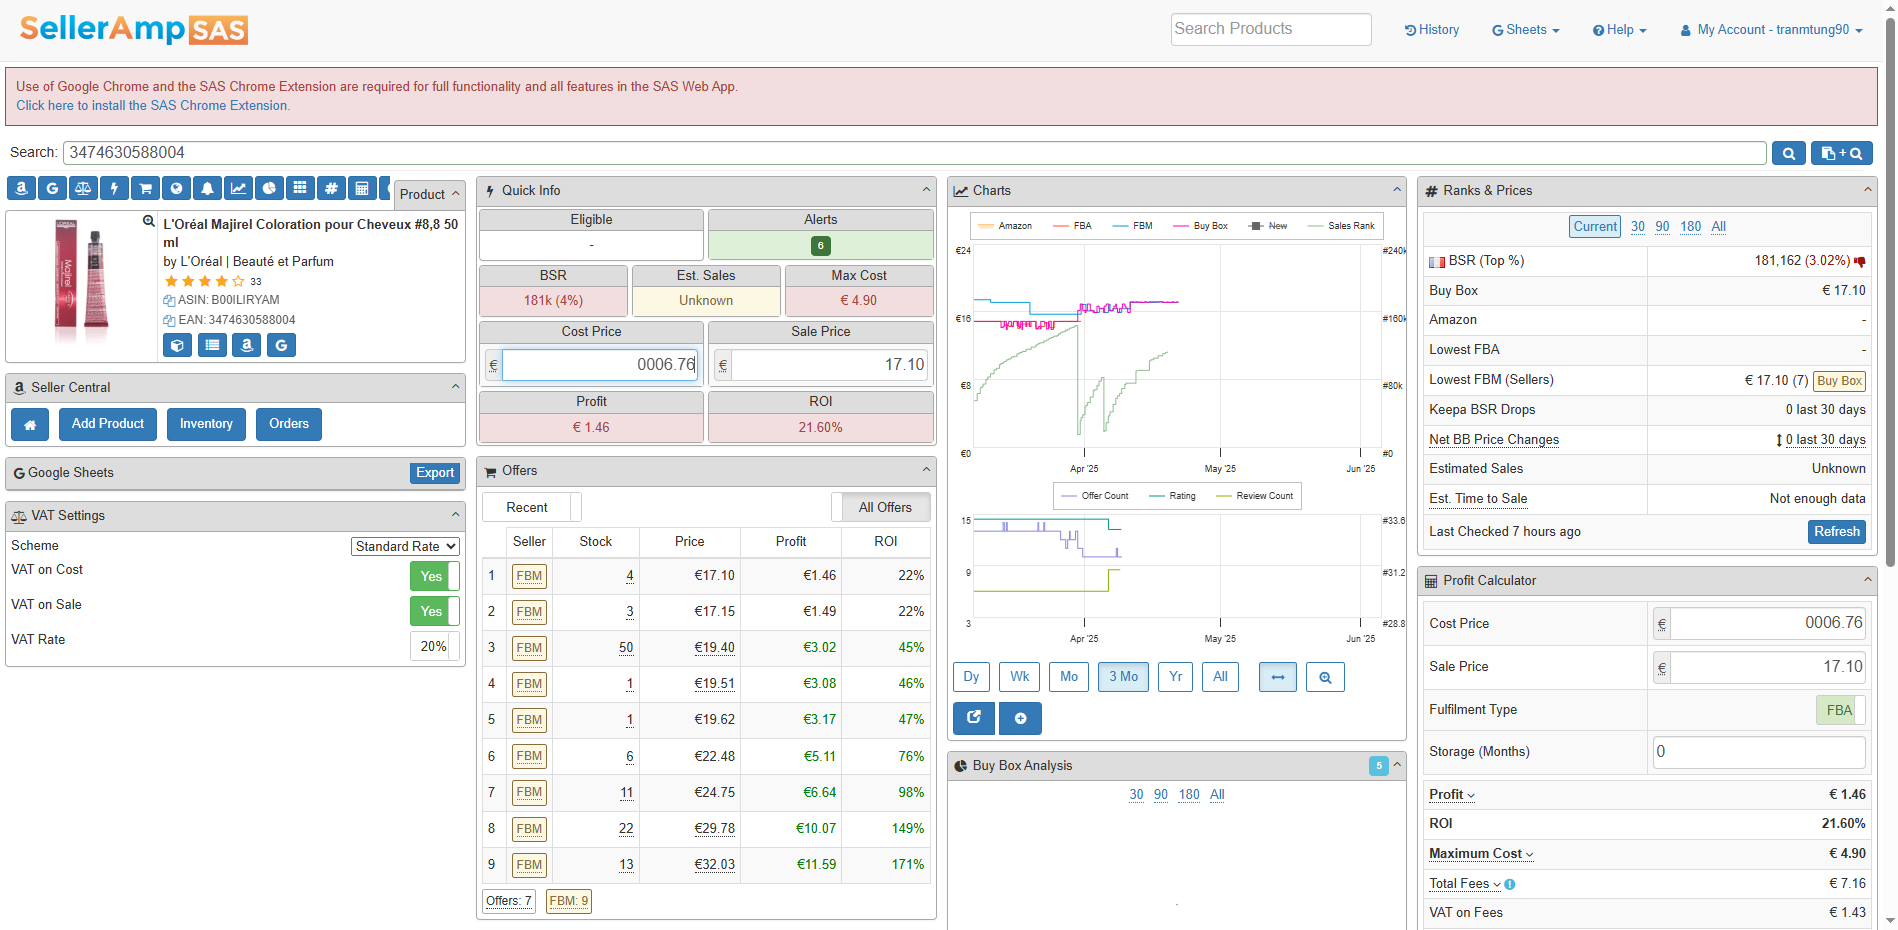 SellerAmp SAS
Search Products
History
Sheets
Help
My Account - tranmtung90
Use of Google Chrome and the SAS Chrome Extension are required for full functionality and all features in the SAS Web App.
Click here to install the SAS Chrome Extension.
Search: 3474630588004
Product
L'Oréal Majirel Coloration pour Cheveux #8,8 50
ml
by L'Oréal | Beauté et Parfum
33
ASIN: B00ILIRYAM
EAN: 3474630588004
Seller Central
Add Product
Inventory
Orders
Google Sheets
Export
VAT Settings
Scheme Standard Rate
VAT on Cost Yes
VAT on Sale Yes
VAT Rate 20%
Quick Info
Eligible Alerts
- 6
BSR Est. Sales Max Cost
181k (4%) Unknown € 4.90
Cost Price Sale Price
€ 0006.76 € 17.10
Profit ROI
€ 1.46 21.60%
Offers
Recent All Offers
Seller Stock Price Profit ROI
1 FBM 4 €17.10 €1.46 22%
2 FBM 3 €17.15 €1.49 22%
3 FBM 50 €19.40 €3.02 45%
4 FBM 1 €19.51 €3.08 46%
5 FBM 1 €19.62 €3.17 47%
6 FBM 6 €22.48 €5.11 76%
7 FBM 11 €24.75 €6.64 98%
8 FBM 22 €29.78 €10.07 149%
9 FBM 13 €32.03 €11.59 171%
Offers: 7 FBM: 9
Charts
Amazon FBA FBM Buy Box New Sales Rank
€24 #240k
€16 #160k
€8 #80k
€0 #0
Apr '25 May '25 Jun '25
Offer Count Rating Review Count
15 #33.6
9 #31.2
3 #28.8
Apr '25 May '25 Jun '25
Dy Wk Mo 3 Mo Yr All
Buy Box Analysis 5
30 90 180 All
Ranks & Prices
Current 30 90 180 All
BSR (Top %) 181,162 (3.02%)
Buy Box € 17.10
Amazon -
Lowest FBA -
Lowest FBM (Sellers) € 17.10 (7) Buy Box
Keepa BSR Drops 0 last 30 days
Net BB Price Changes 0 last 30 days
Estimated Sales Unknown
Est. Time to Sale Not enough data
Last Checked 7 hours ago Refresh
Profit Calculator
Cost Price € 0006.76
Sale Price € 17.10
Fulfilment Type FBA
Storage (Months) 0
Profit € 1.46
ROI 21.60%
Maximum Cost € 4.90
Total Fees € 7.16
VAT on Fees € 1.43